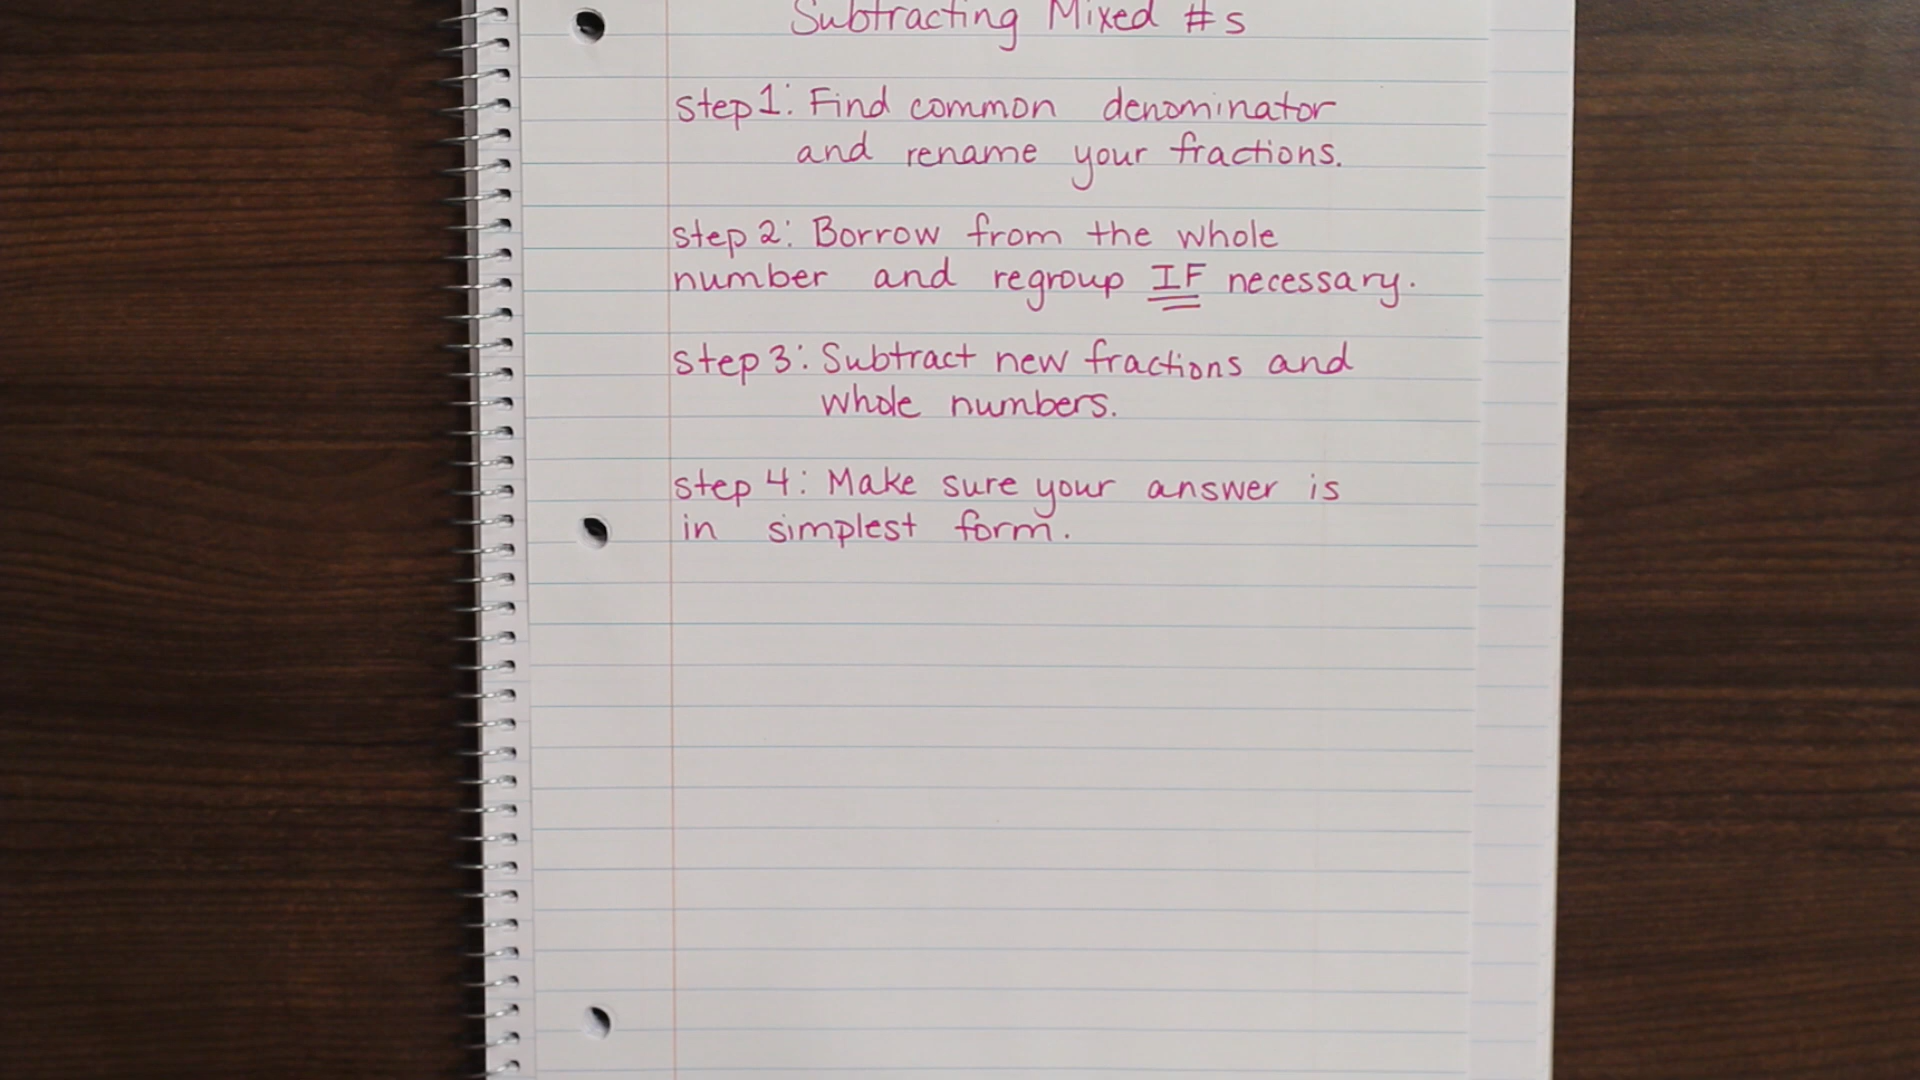 Subtracting Mixed #s
step 1: Find common denominator
and rename your fractions.
step 2: Borrow from the whole
number and regroup IF necessary.
step 3: Subtract new fractions and
whole numbers.
step 4: Make sure your answer is
in simplest form.